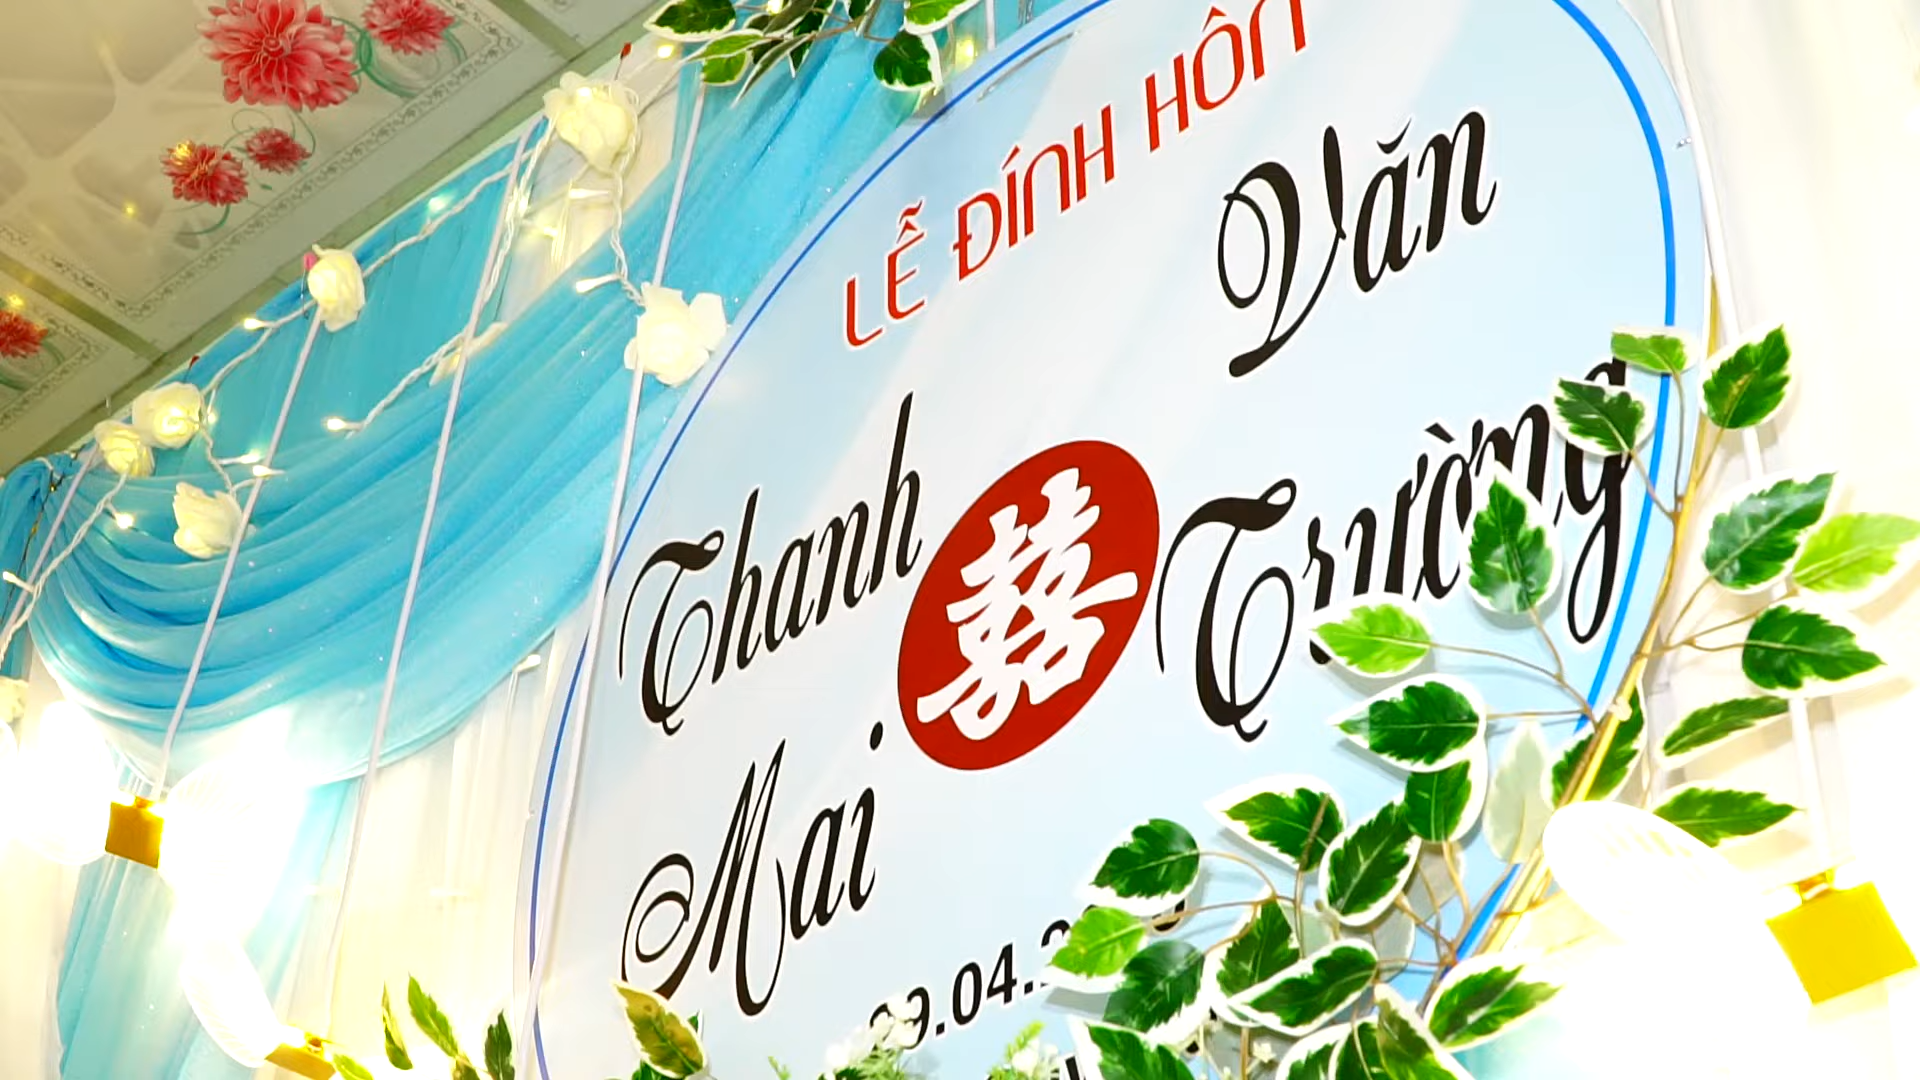 LỄ ĐÍNH HÔN
Thanh
Mai
囍
Văn
Trường